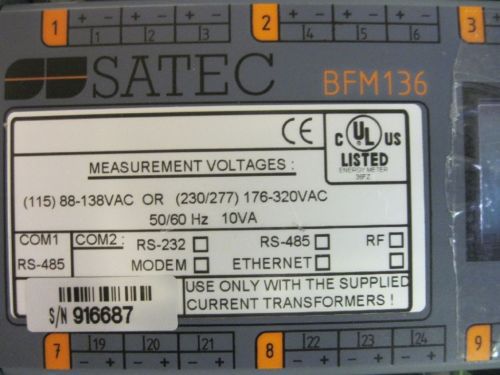 1 2 3
+ - + - + - + -
1 3 4 6
SATEC BFM136
CE
C UL US
LISTED
ENERGY METER
36FZ
MEASUREMENT VOLTAGES :
(115) 88-138VAC OR (230/277) 176-320VAC
50/60 Hz 10VA
COM1 COM2 : RS-232 RS-485 RF
RS-485 MODEM ETHERNET
USE ONLY WITH THE SUPPLIED
CURRENT TRANSFORMERS !
S/N 916687
7 19 20 21 8 22 23 24 9
- + - + - + - + - + - +